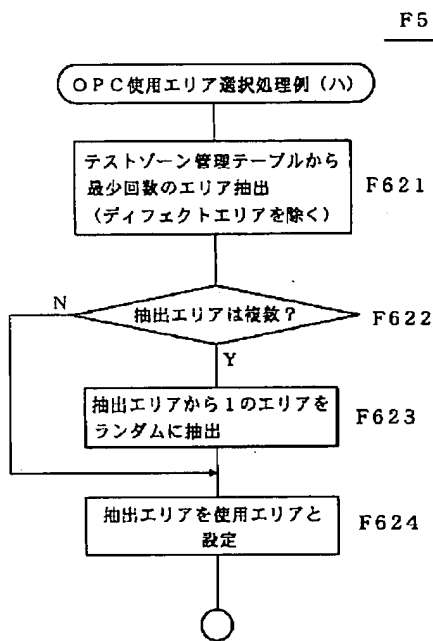 F5
OPC使用エリア選択処理例(ハ)
テストゾーン管理テーブルから
最少回数のエリア抽出
(ディフェクトエリアを除く)
F621
N
抽出エリアは複数?
F622
Y
抽出エリアから1のエリアを
ランダムに抽出
F623
抽出エリアを使用エリアと
設定
F624